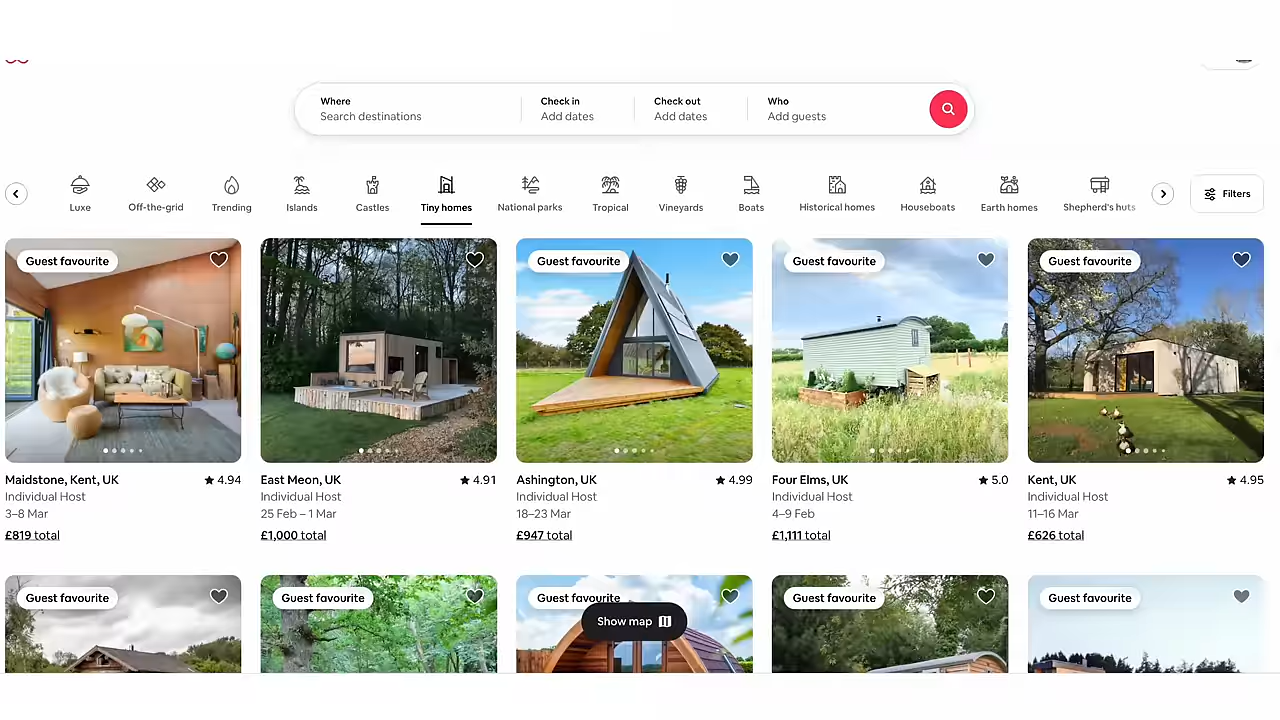 Where
Search destinations
Check in
Add dates
Check out
Add dates
Who
Add guests
Luxe
Off-the-grid
Trending
Islands
Castles
Tiny homes
National parks
Tropical
Vineyards
Boats
Historical homes
Houseboats
Earth homes
Shepherd's huts
Filters
Guest favourite
Guest favourite
Guest favourite
Guest favourite
Maidstone, Kent, UK
4.94
Individual Host
3–8 Mar
£819 total
East Meon, UK
4.91
Individual Host
25 Feb – 1 Mar
£1,000 total
Ashington, UK
4.99
Individual Host
18–23 Mar
£947 total
Four Elms, UK
5.0
Individual Host
4–9 Feb
£1,111 total
Kent, UK
4.95
Individual Host
11–16 Mar
£626 total
Guest favourite
Guest favourite
Guest favourite
Guest favourite
Guest favourite
Show map